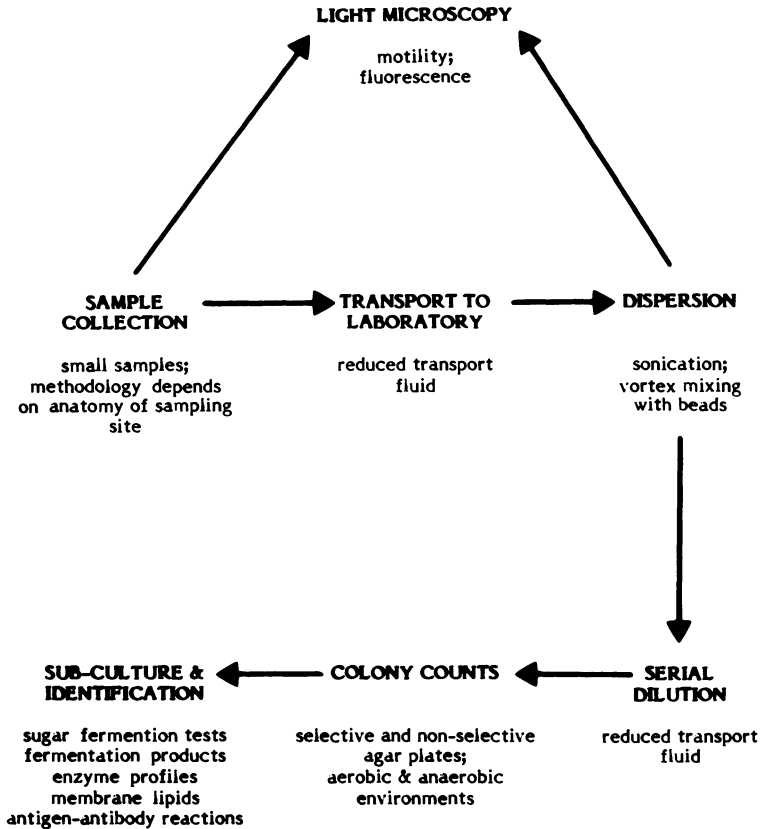 LIGHT MICROSCOPY
motility;
fluorescence
SAMPLE
COLLECTION
small samples;
methodology depends
on anatomy of sampling
site
TRANSPORT TO
LABORATORY
reduced transport
fluid
DISPERSION
sonication;
vortex mixing
with beads
SERIAL
DILUTION
reduced transport
fluid
COLONY COUNTS
selective and non-selective
agar plates;
aerobic & anaerobic
environments
SUB-CULTURE &
IDENTIFICATION
sugar fermention tests
fermentation products
enzyme profiles
membrane lipids
antigen-antibody reactions